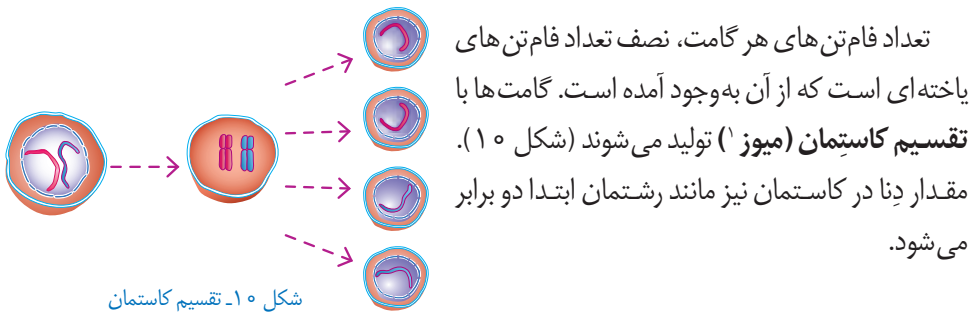 تعداد فام‌تن‌های هر گامت، نصف تعداد فام‌تن‌های
یاخته‌ای است که از آن به‌وجود آمده است. گامت‌ها با
تقسیم کاستِمان (میوز ۱) تولید می‌شوند (شکل ۱۰).
مقدار دِنا در کاستمان نیز مانند رشتمان ابتدا دو برابر
می‌شود.
شکل ۱۰ـ تقسیم کاستمان